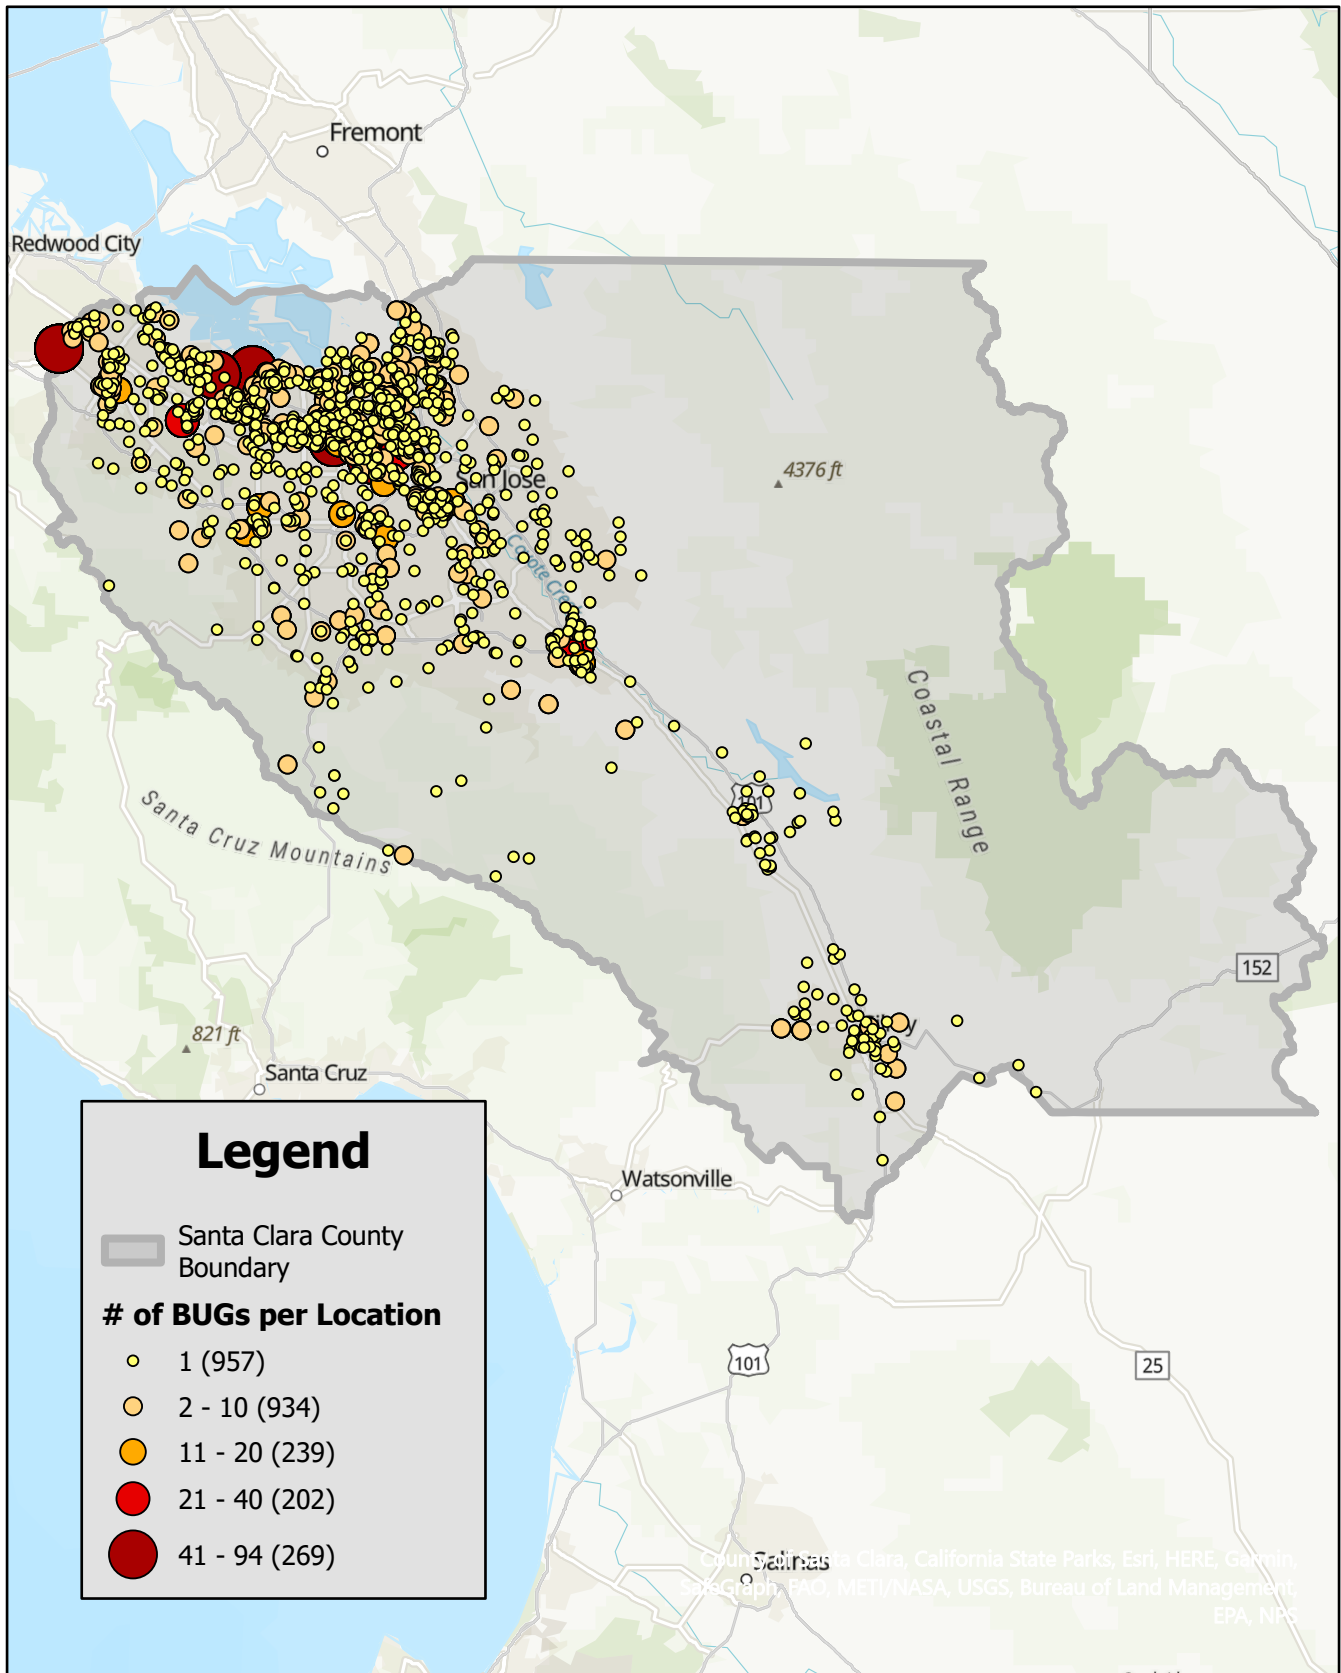 Fremont
Redwood City
4376 ft
San Jose
Coyote Creek
Coastal Range
101
Santa Cruz Mountains
152
Gilroy
821 ft
Santa Cruz
Legend
Santa Clara County
Boundary
# of BUGs per Location
1 (957)
2 - 10 (934)
11 - 20 (239)
21 - 40 (202)
41 - 94 (269)
Watsonville
101
25
Salinas
County of Santa Clara, California State Parks, Esri, HERE, Garmin,
SafeGraph, FAO, METI/NASA, USGS, Bureau of Land Management,
EPA, NPS